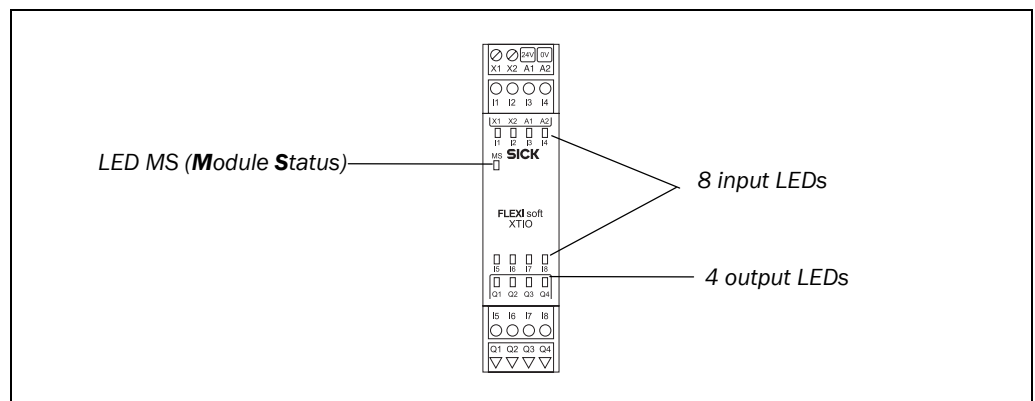 24V 0V
X1 X2 A1 A2
I1 I2 I3 I4
X1 X2 A1 A2
I1 I2 I3 I4
MS SICK
LED MS (Module Status)
8 input LEDs
FLEXI soft
XTIO
I5 I6 I7 I8
4 output LEDs
Q1 Q2 Q3 Q4
I5 I6 I7 I8
Q1 Q2 Q3 Q4